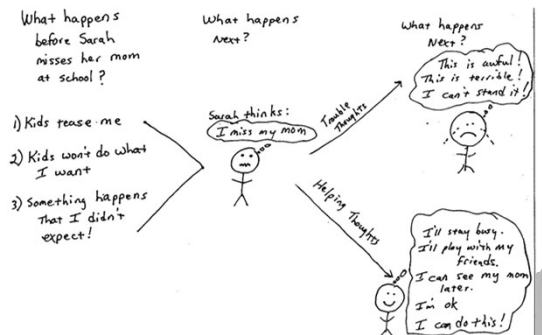 What happens
before Sarah
misses her mom
at school?
1) Kids tease me
2) Kids won't do what
I want
3) Something happens
That I didn't
expect!
What happens
Next?
Sarah thinks:
I miss my mom
Trouble
Thoughts
Helping Thoughts
What happens
Next?
This is awful!
This is terrible!
I can't stand it!
I'll stay busy.
I'll play with my
friends.
I can see my mom
later.
I'm ok
I can do this!